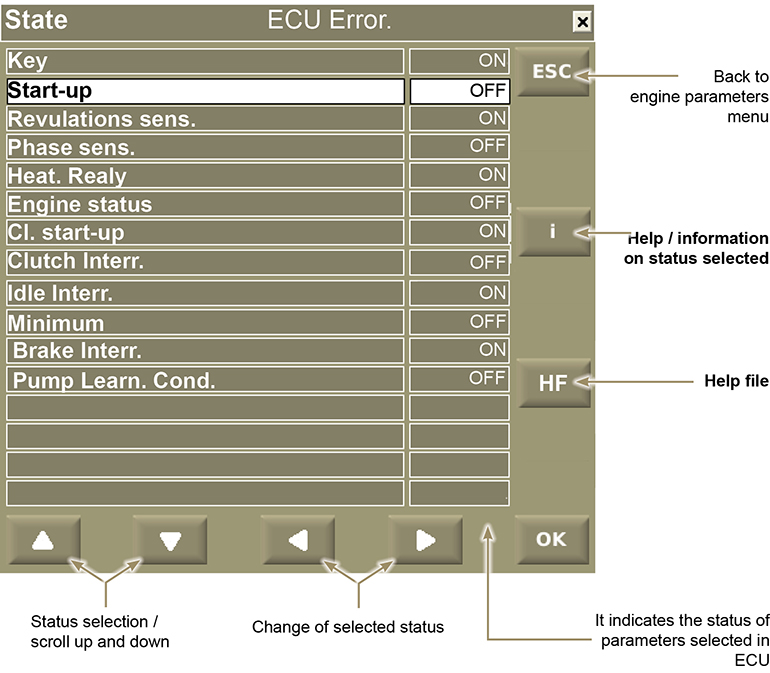 State ECU Error.
Key ON
ESC
Start-up OFF
Revulations sens. ON
Phase sens. OFF
Heat. Realy ON
Engine status OFF
Cl. start-up ON
i
Clutch Interr. OFF
Idle Interr. ON
Minimum OFF
Brake Interr. ON
Pump Learn. Cond. OFF
HF
OK
Back to
engine parameters
menu
Help / information
on status selected
Help file
Status selection /
scroll up and down
Change of selected status
It indicates the status of
parameters selected in
ECU